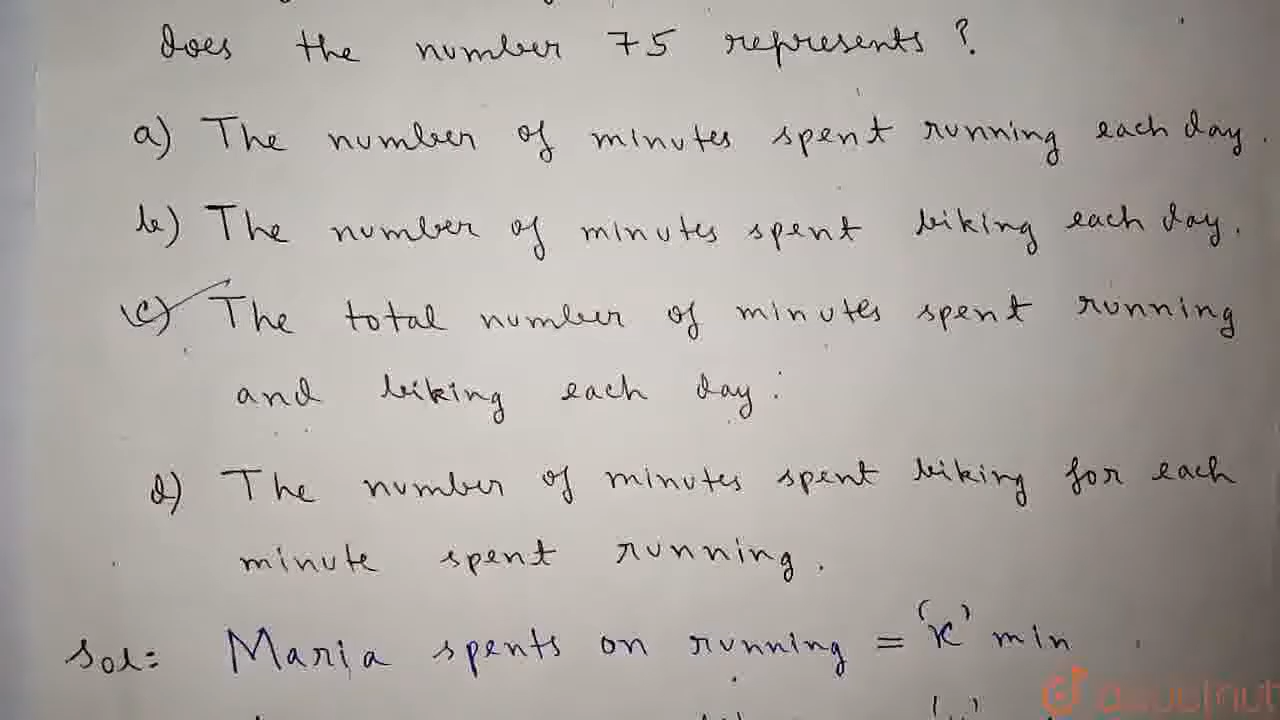 does the number 75 represents?
a) The number of minutes spent running each day.
b) The number of minutes spent biking each day.
c) The total number of minutes spent running
and biking each day.
d) The number of minutes spent biking for each
minute spent running.
Sol: Maria spents on running = 'x' min
doubtnut